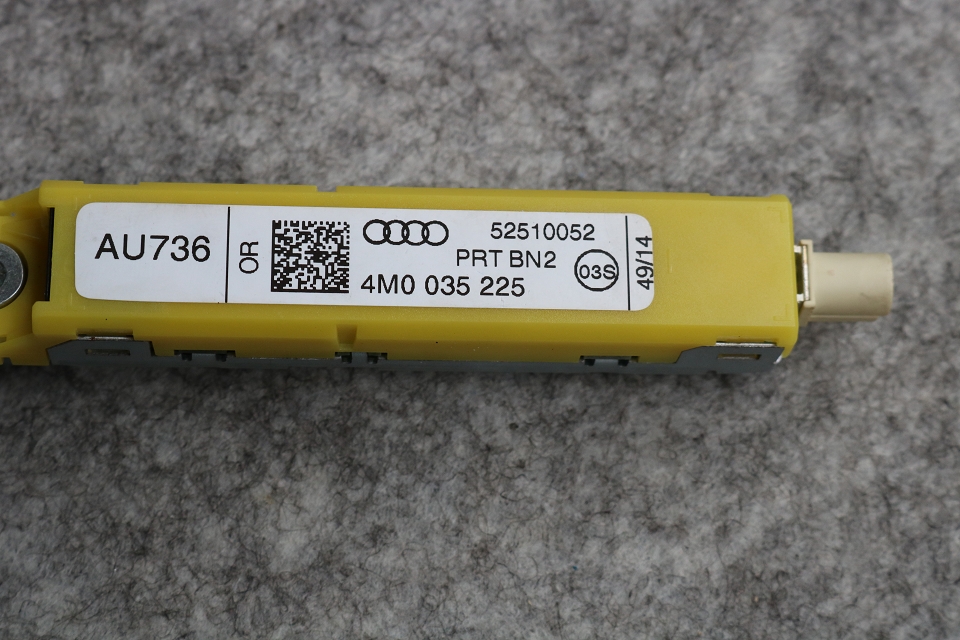 AU736
OR
52510052
PRT BN2
03S
4M0 035 225
49/14